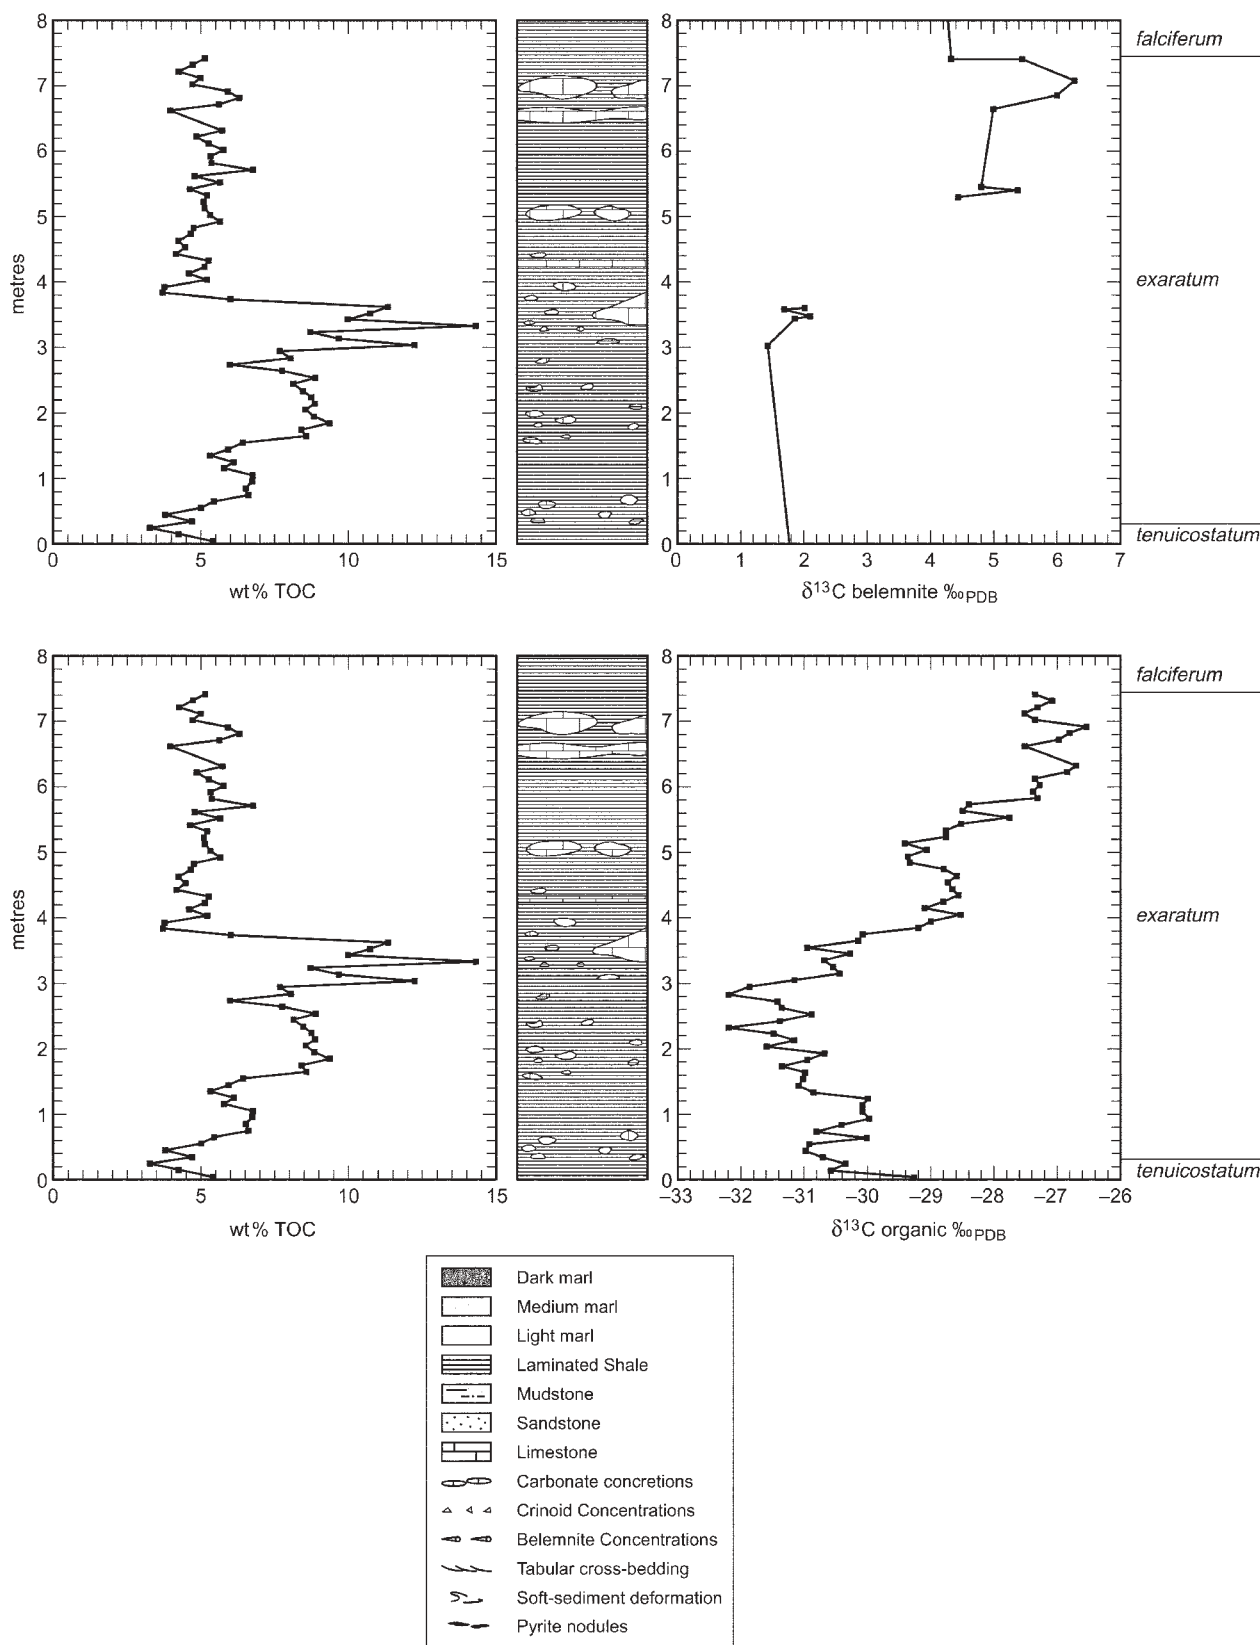 8
7
6
5
4
3
2
1
0
metres
0 5 10 15
wt% TOC
0 1 2 3 4 5 6 7
δ13C belemnite ‰PDB
falciferum
exaratum
tenuicostatum
8
7
6
5
4
3
2
1
0
metres
0 5 10 15
wt% TOC
–33 –32 –31 –30 –29 –28 –27 –26
δ13C organic ‰PDB
falciferum
exaratum
tenuicostatum
Dark marl
Medium marl
Light marl
Laminated Shale
Mudstone
Sandstone
Limestone
Carbonate concretions
Crinoid Concentrations
Belemnite Concentrations
Tabular cross-bedding
Soft-sediment deformation
Pyrite nodules